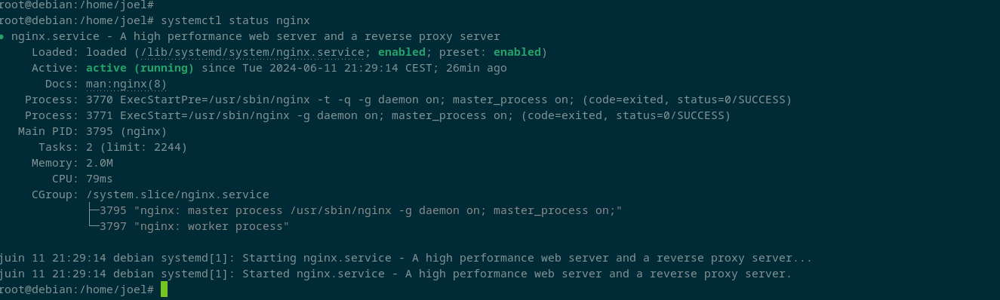 root@debian:/home/joel#
root@debian:/home/joel# systemctl status nginx
● nginx.service - A high performance web server and a reverse proxy server
     Loaded: loaded (/lib/systemd/system/nginx.service; enabled; preset: enabled)
     Active: active (running) since Tue 2024-06-11 21:29:14 CEST; 26min ago
       Docs: man:nginx(8)
    Process: 3770 ExecStartPre=/usr/sbin/nginx -t -q -g daemon on; master_process on; (code=exited, status=0/SUCCESS)
    Process: 3771 ExecStart=/usr/sbin/nginx -g daemon on; master_process on; (code=exited, status=0/SUCCESS)
   Main PID: 3795 (nginx)
      Tasks: 2 (limit: 2244)
     Memory: 2.0M
        CPU: 79ms
     CGroup: /system.slice/nginx.service
             ├─3795 "nginx: master process /usr/sbin/nginx -g daemon on; master_process on;"
             └─3797 "nginx: worker process"
juin 11 21:29:14 debian systemd[1]: Starting nginx.service - A high performance web server and a reverse proxy server...
juin 11 21:29:14 debian systemd[1]: Started nginx.service - A high performance web server and a reverse proxy server.
root@debian:/home/joel#